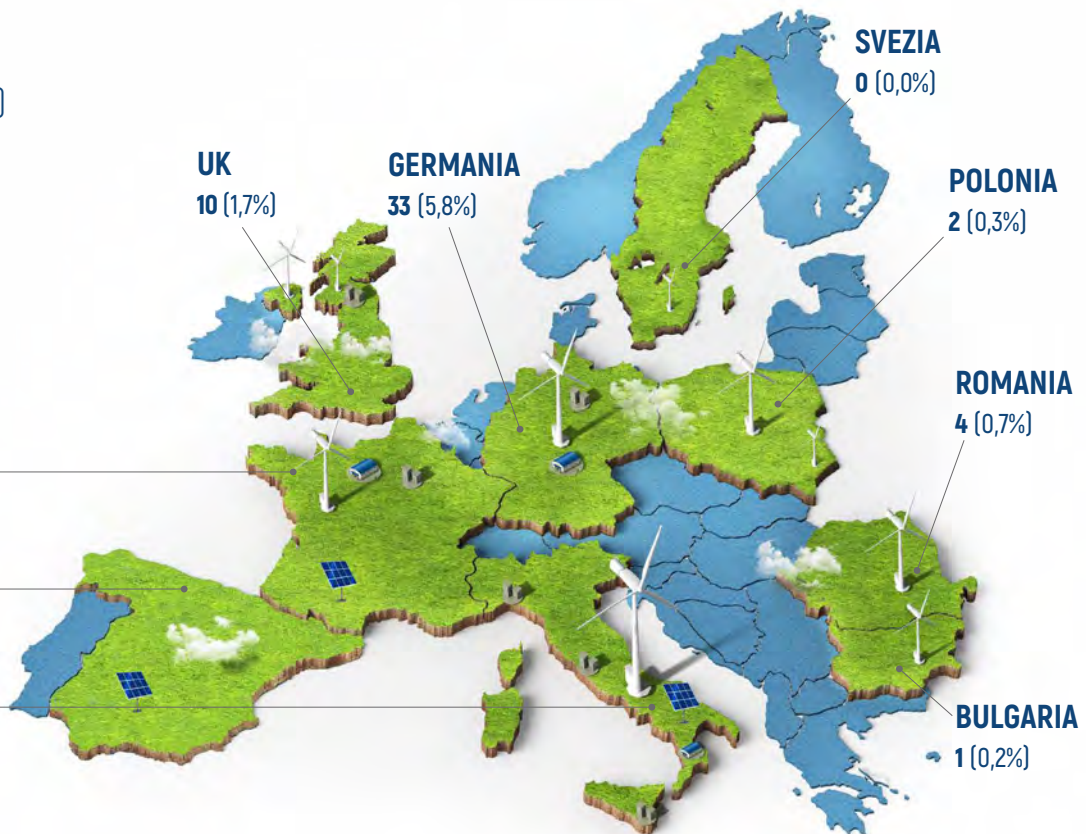 )
SVEZIA
0 (0,0%)
UK
10 (1,7%)
GERMANIA
33 (5,8%)
POLONIA
2 (0,3%)
ROMANIA
4 (0,7%)
BULGARIA
1 (0,2%)